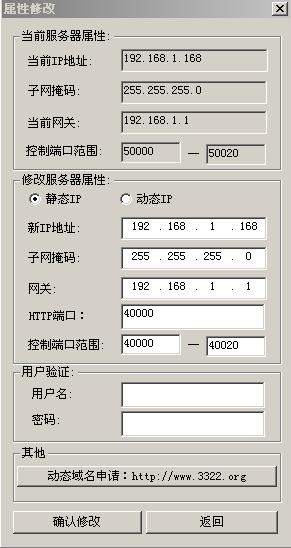 属性修改
当前服务器属性:
当前IP地址: 192.168.1.168
子网掩码: 255.255.255.0
当前网关: 192.168.1.1
控制端口范围: 50000 — 50020
修改服务器属性:
静态IP 动态IP
新IP地址: 192 . 168 . 1 . 168
子网掩码: 255 . 255 . 255 . 0
网关: 192 . 168 . 1 . 1
HTTP端口： 40000
控制端口范围: 40000 — 40020
用户验证:
用户名:
密码:
其他
动态域名申请：http://www.3322.org
确认修改 返回